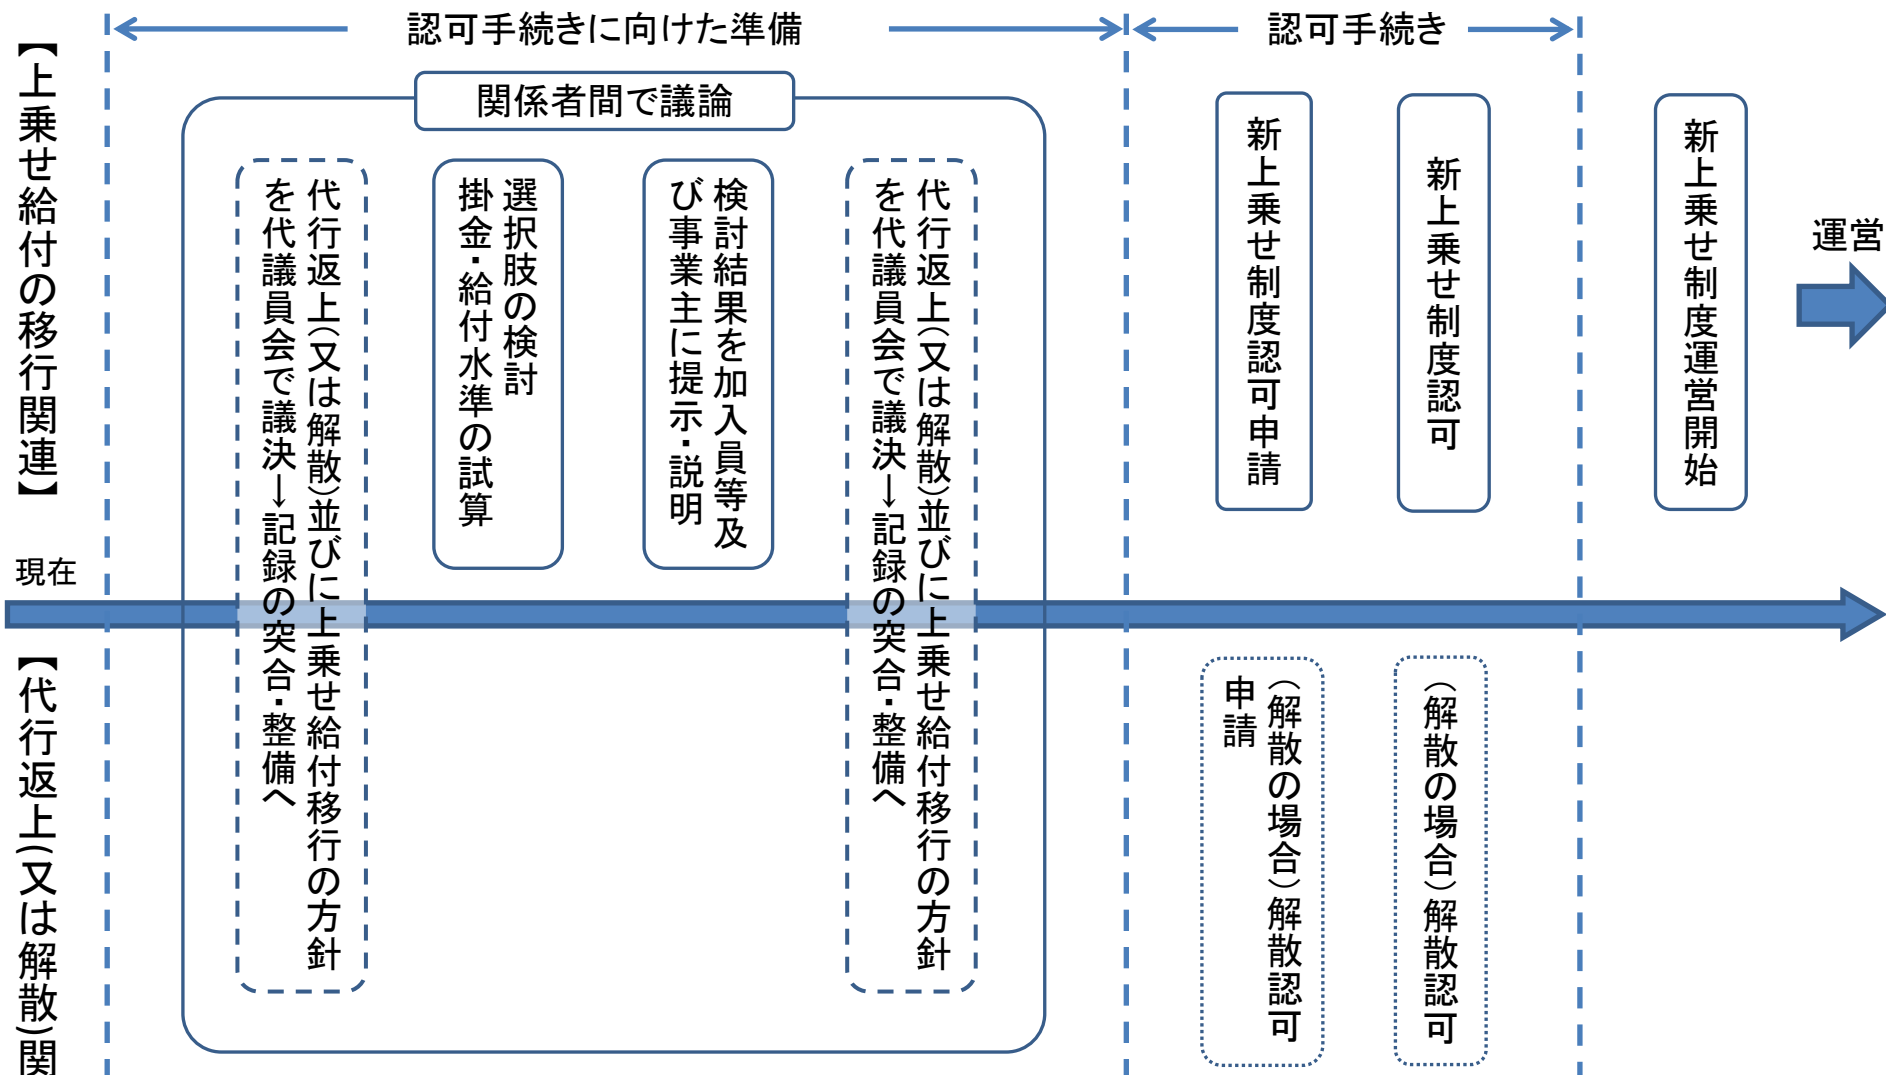 認可手続きに向けた準備
認可手続き
【上乗せ給付の移行関連】
関係者間で議論
代行返上(又は解散)並びに上乗せ給付移行の方針
を代議員会で議決→記録の突合・整備へ
選択肢の検討
掛金・給付水準の試算
検討結果を加入員等及
び事業主に提示・説明
代行返上(又は解散)並びに上乗せ給付移行の方針
を代議員会で議決→記録の突合・整備へ
新上乗せ制度認可申請
新上乗せ制度認可
新上乗せ制度運営開始
運営
現在
【代行返上(又は解散)関
(解散の場合)解散認可
申請
(解散の場合)解散認可